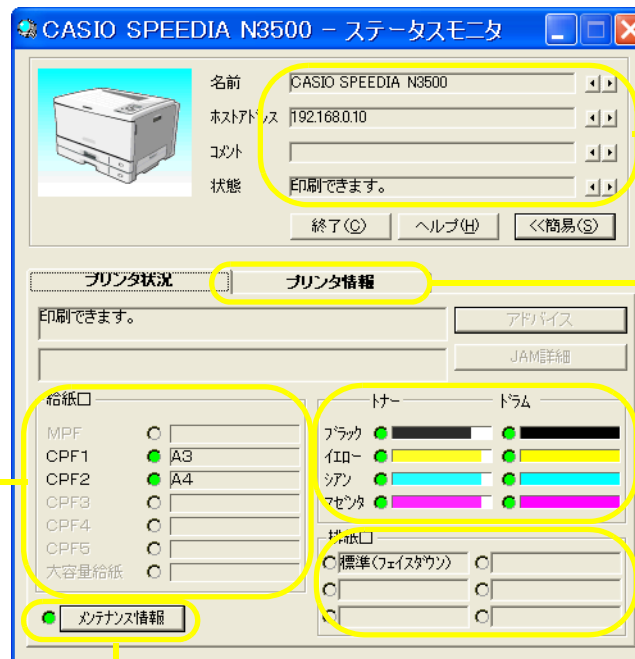 CASIO SPEEDIA N3500 - ステータスモニタ
名前 CASIO SPEEDIA N3500
ホストアドレス 192.168.0.10
コメント
状態 印刷できます。
終了(C) ヘルプ(H) <<簡易(S)
プリンタ状況 プリンタ情報
印刷できます。 アドバイス
JAM詳細
給紙口 トナー ドラム
MPF ブラック
CPF1 A3 イエロー
CPF2 A4 シアン
CPF3 マゼンタ
CPF4 排紙口
CPF5 標準(フェイスダウン)
大容量給紙
メンテナンス情報